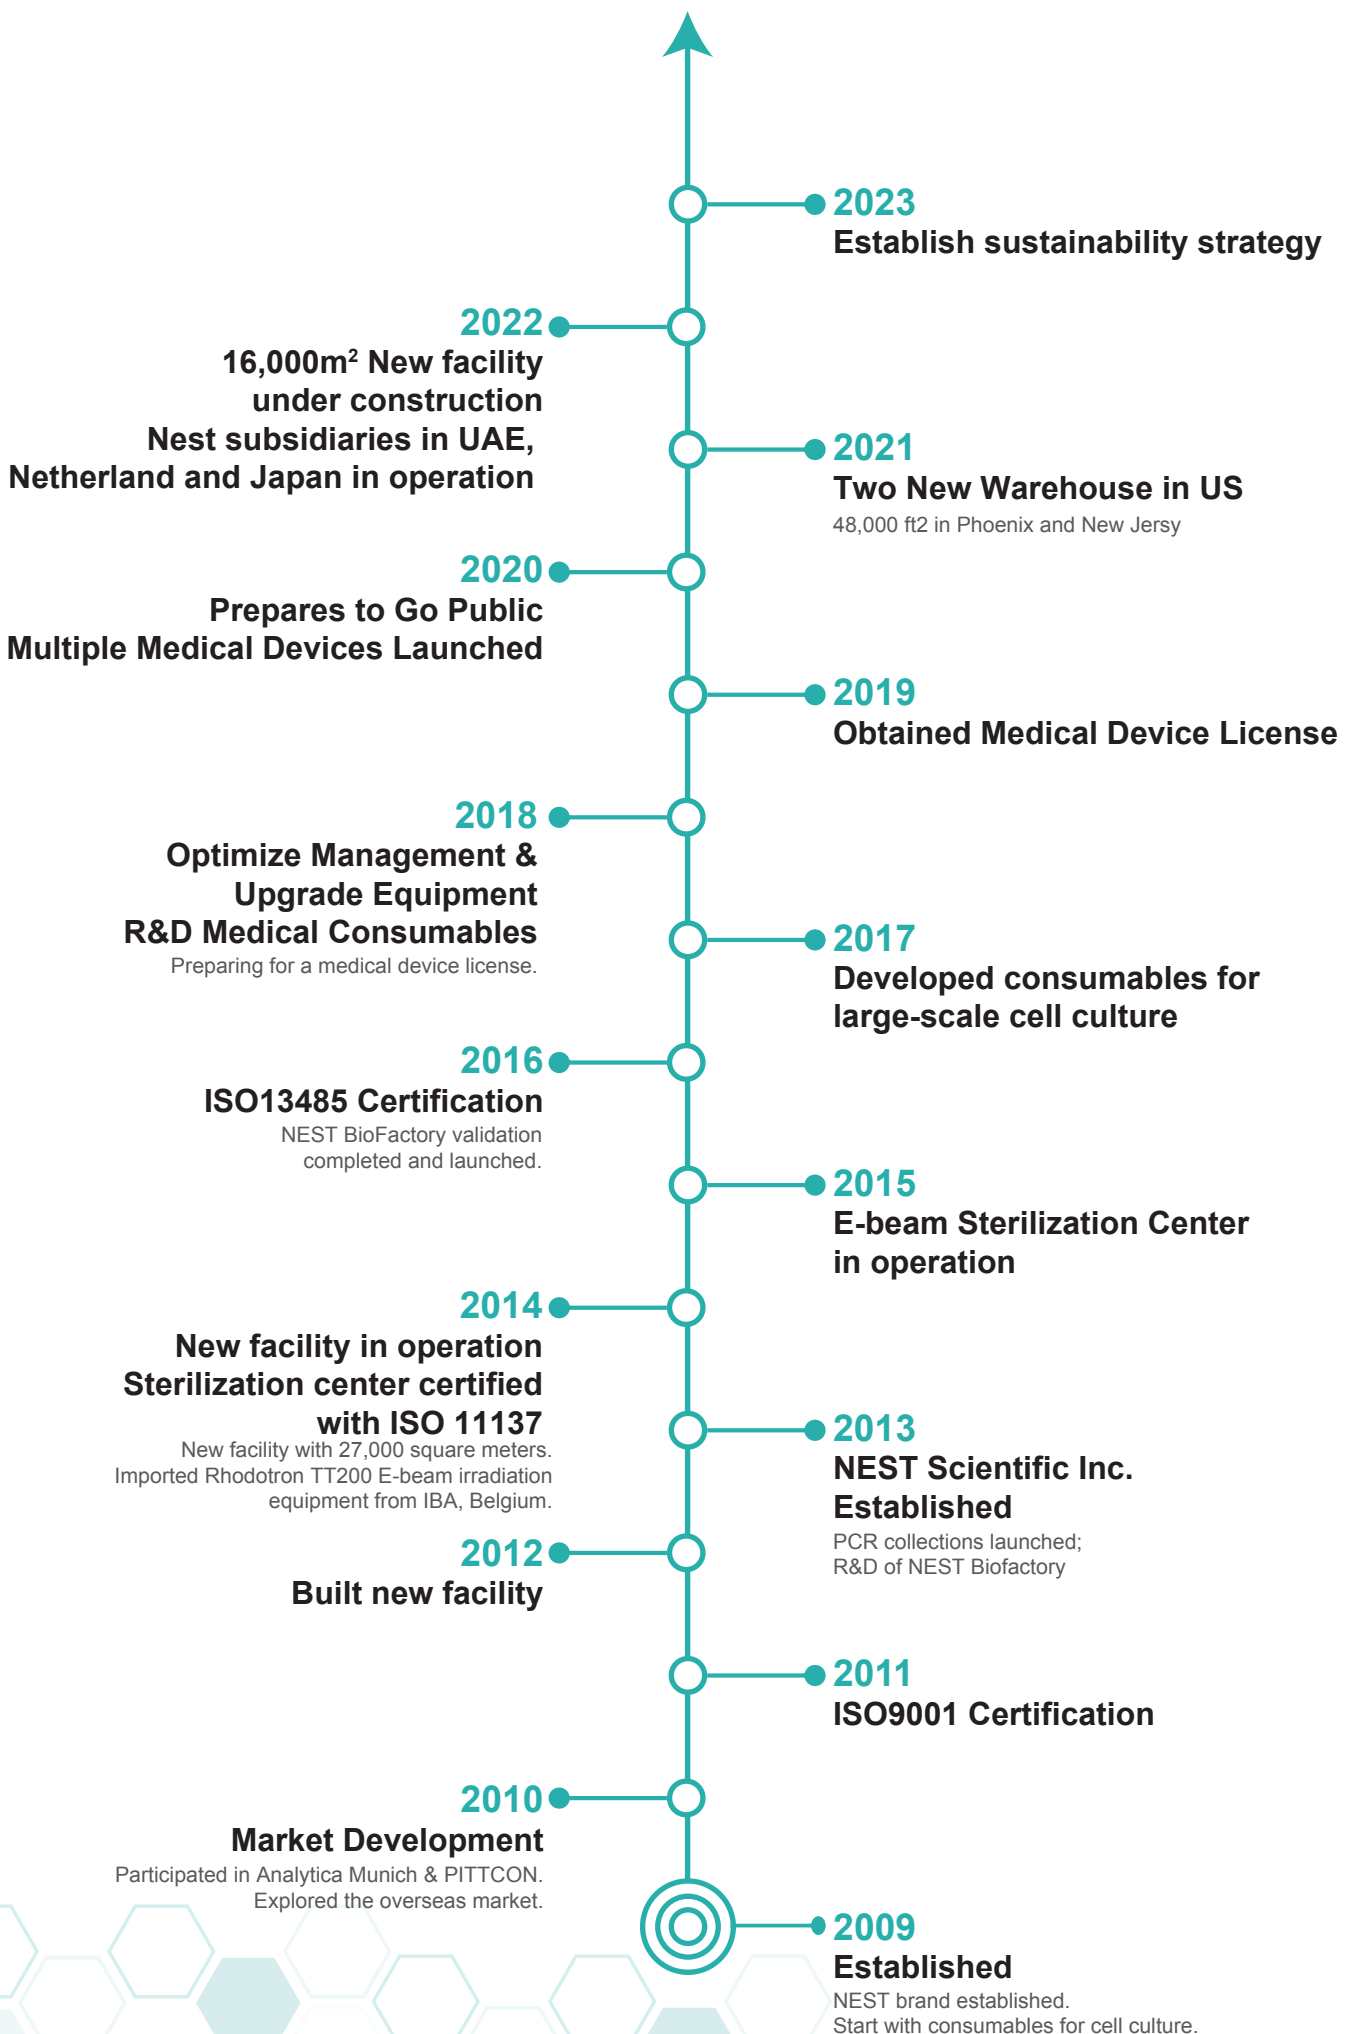 2023
Establish sustainability strategy
2022
16,000m² New facility
under construction
Nest subsidiaries in UAE,
Netherland and Japan in operation
2021
Two New Warehouse in US
48,000 ft2 in Phoenix and New Jersy
2020
Prepares to Go Public
Multiple Medical Devices Launched
2019
Obtained Medical Device License
2018
Optimize Management &
Upgrade Equipment
R&D Medical Consumables
Preparing for a medical device license.
2017
Developed consumables for
large-scale cell culture
2016
ISO13485 Certification
NEST BioFactory validation
completed and launched.
2015
E-beam Sterilization Center
in operation
2014
New facility in operation
Sterilization center certified
with ISO 11137
New facility with 27,000 square meters.
Imported Rhodotron TT200 E-beam irradiation
equipment from IBA, Belgium.
2013
NEST Scientific Inc.
Established
PCR collections launched;
R&D of NEST Biofactory
2012
Built new facility
2011
ISO9001 Certification
2010
Market Development
Participated in Analytica Munich & PITTCON.
Explored the overseas market.
2009
Established
NEST brand established.
Start with consumables for cell culture.